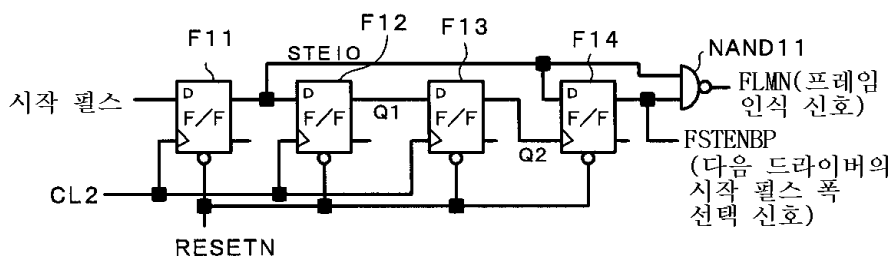 F11
STEIO
F12
F13
F14
NAND11
시작 펄스
D
F/F
D
F/F
Q1
D
F/F
Q2
D
F/F
FLMN(프레임
인식 신호)
FSTENBP
(다음 드라이버의
시작 펄스 폭
선택 신호)
CL2
RESETN